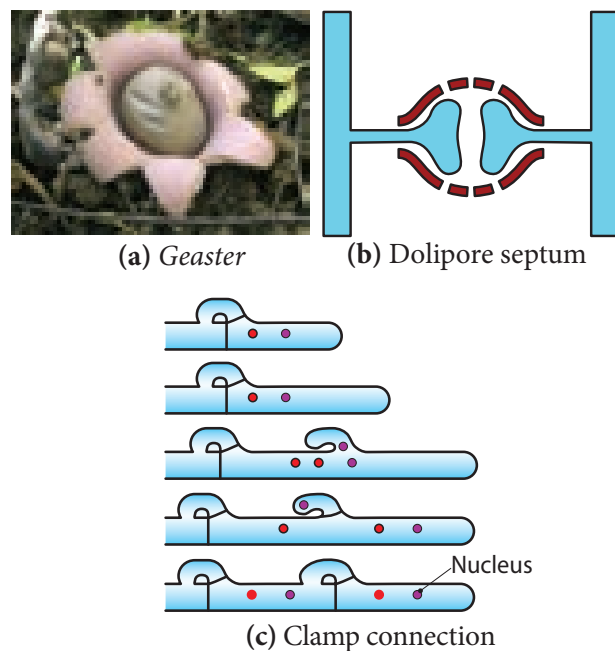 (a) Geaster
(b) Dolipore septum
Nucleus
(c) Clamp connection